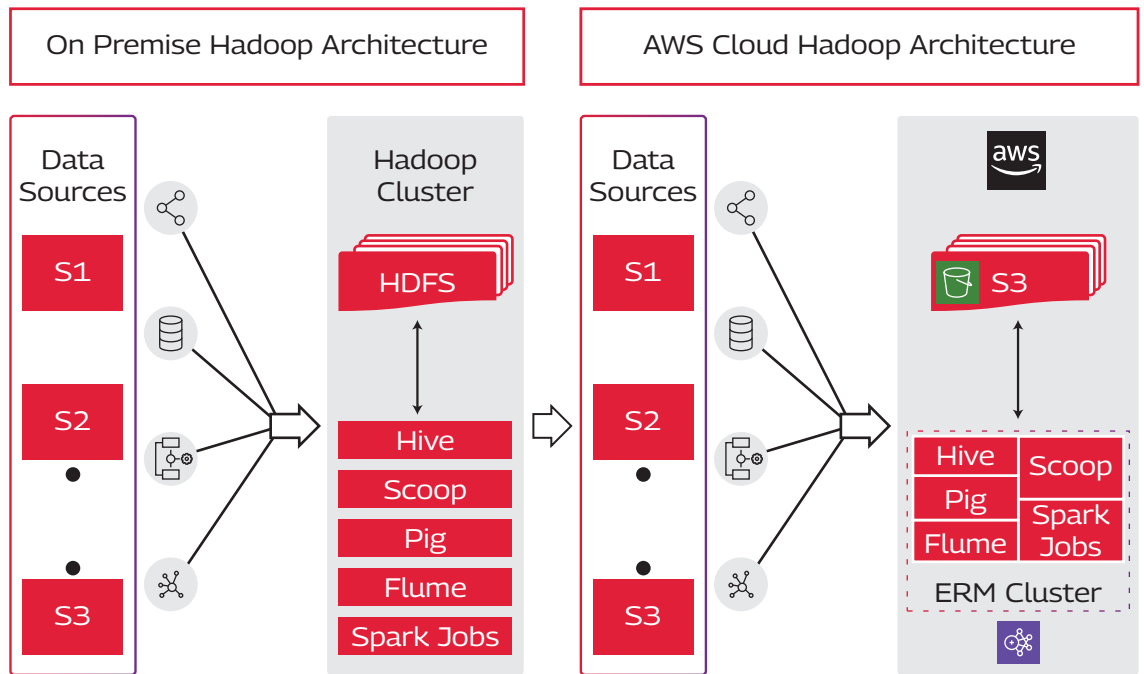 On Premise Hadoop Architecture
AWS Cloud Hadoop Architecture
Data
Sources
S1
S2
S3
Hadoop
Cluster
HDFS
Hive
Scoop
Pig
Flume
Spark Jobs
Data
Sources
S1
S2
S3
aws
S3
Hive
Pig
Flume
Scoop
Spark
Jobs
ERM Cluster